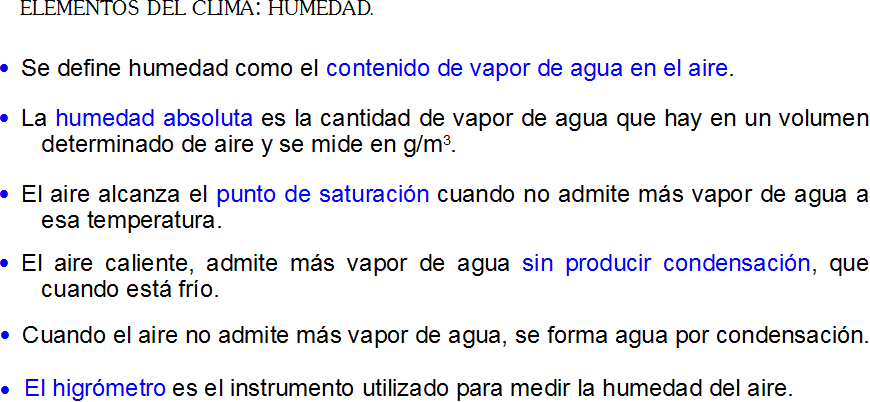 ELEMENTOS DEL CLIMA: HUMEDAD.
• Se define humedad como el contenido de vapor de agua en el aire.
• La humedad absoluta es la cantidad de vapor de agua que hay en un volumen
determinado de aire y se mide en g/m³.
• El aire alcanza el punto de saturación cuando no admite más vapor de agua a
esa temperatura.
• El aire caliente, admite más vapor de agua sin producir condensación, que
cuando está frío.
• Cuando el aire no admite más vapor de agua, se forma agua por condensación.
• El higrómetro es el instrumento utilizado para medir la humedad del aire.